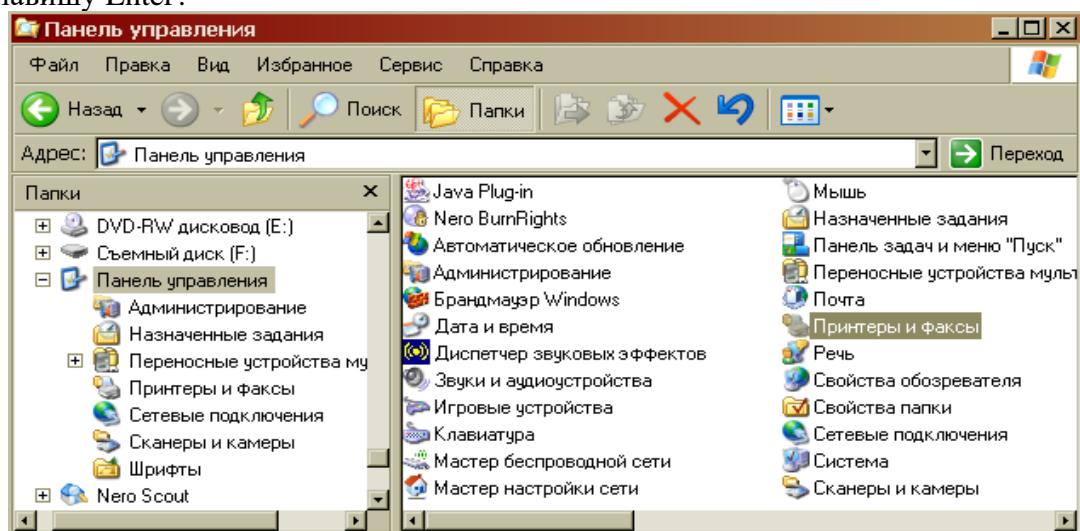 лавишу Enter?
Панель управления
Файл Правка Вид Избранное Сервис Справка
Назад Поиск Папки
Адрес: Панель управления Переход
Папки
DVD-RW дисковод (E:)
Съемный диск (F:)
Панель управления
Администрирование
Назначенные задания
Переносные устройства му
Принтеры и факсы
Сетевые подключения
Сканеры и камеры
Шрифты
Nero Scout
Java Plug-in
Nero BurnRights
Автоматическое обновление
Администрирование
Брандмауэр Windows
Дата и время
Диспетчер звуковых эффектов
Звуки и аудиоустройства
Игровые устройства
Клавиатура
Мастер беспроводной сети
Мастер настройки сети
Мышь
Назначенные задания
Панель задач и меню "Пуск"
Переносные устройства мульт
Почта
Принтеры и факсы
Речь
Свойства обозревателя
Свойства папки
Сетевые подключения
Система
Сканеры и камеры